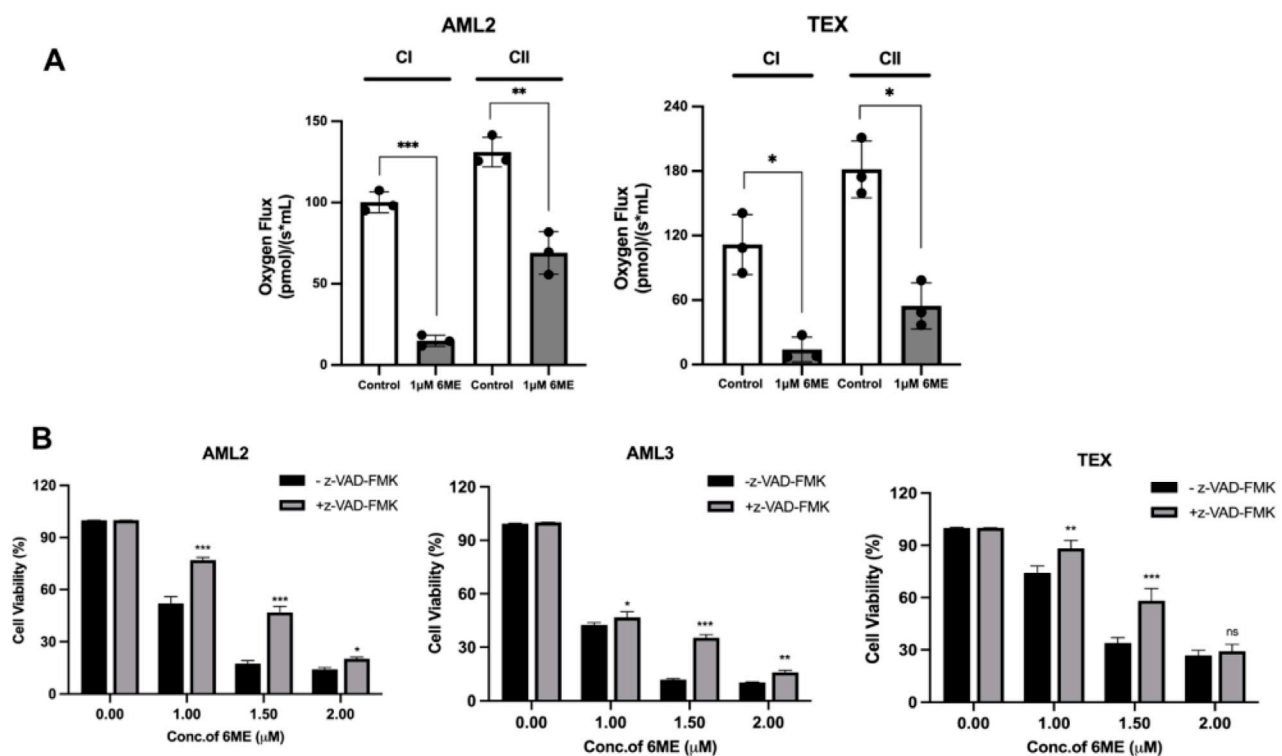 A
AML2
CI
CII
***
**
Oxygen Flux
(pmol)/(s*mL)
150
100
50
0
Control
1μM 6ME
Control
1μM 6ME
TEX
CI
CII
*
*
Oxygen Flux
(pmol)/(s*mL)
240
180
120
60
0
Control
1μM 6ME
Control
1μM 6ME
B
AML2
- z-VAD-FMK
+z-VAD-FMK
Cell Viability (%)
120
90
60
30
0
***
***
*
0.00
1.00
1.50
2.00
Conc.of 6ME (μM)
AML3
-z-VAD-FMK
+z-VAD-FMK
Cell Viability (%)
120
90
60
30
0
*
***
**
0.00
1.00
1.50
2.00
Conc.of 6ME (μM)
TEX
- z-VAD-FMK
+z-VAD-FMK
Cell Viability (%)
120
90
60
30
0
**
***
ns
0.00
1.00
1.50
2.00
Conc.of 6ME (μM)